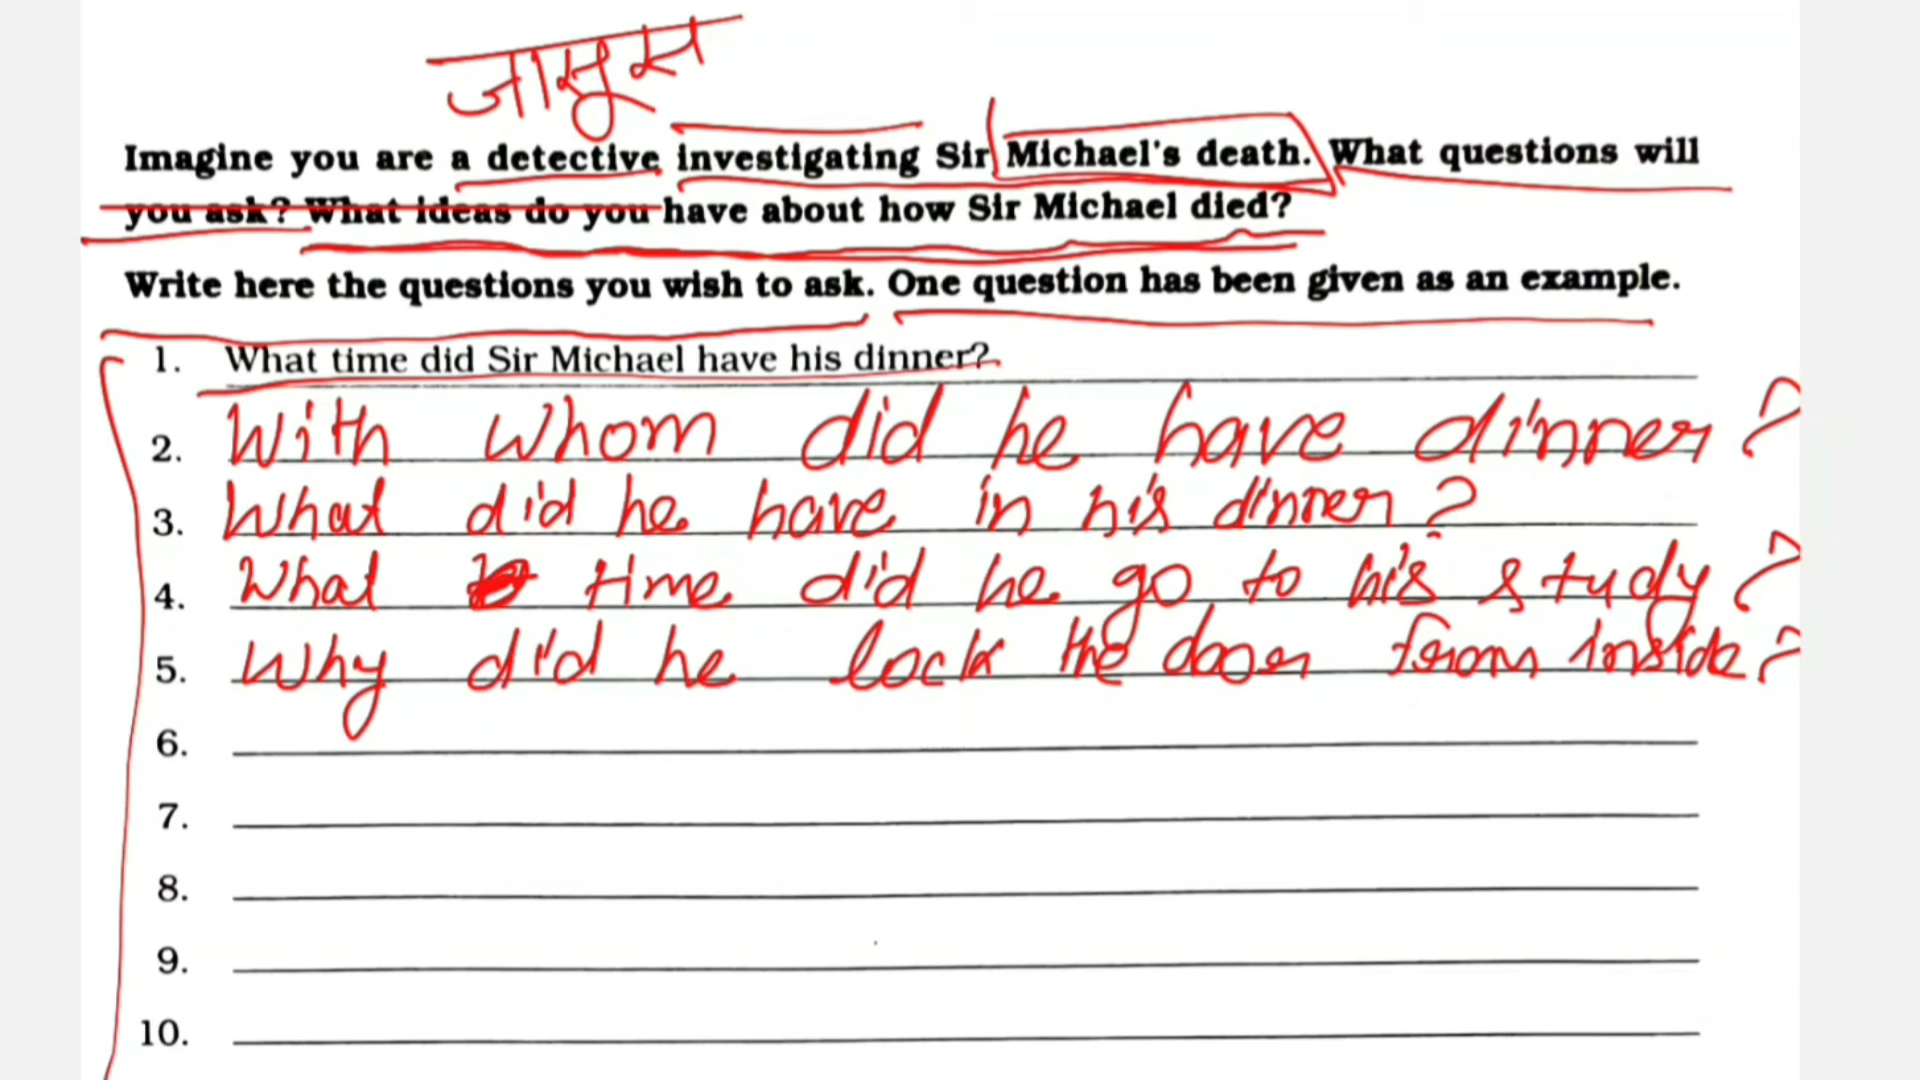 जासूस
Imagine you are a detective investigating Sir Michael's death. What questions will
you ask? What ideas do you have about how Sir Michael died?
Write here the questions you wish to ask. One question has been given as an example.
1. What time did Sir Michael have his dinner?
2. With whom did he have dinner?
3. What did he have in his dinner?
4. What time did he go to his study?
5. Why did he lock the door from inside?
6.
7.
8.
9.
10.